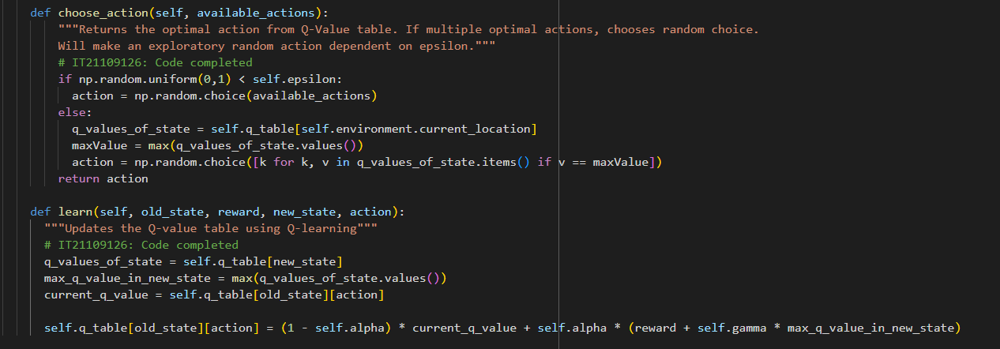 def choose_action(self, available_actions):
"""Returns the optimal action from Q-Value table. If multiple optimal actions, chooses random choice.
Will make an exploratory random action dependent on epsilon."""
# IT21109126: Code completed
if np.random.uniform(0,1) < self.epsilon:
action = np.random.choice(available_actions)
else:
q_values_of_state = self.q_table[self.environment.current_location]
maxValue = max(q_values_of_state.values())
action = np.random.choice([k for k, v in q_values_of_state.items() if v == maxValue])
return action
def learn(self, old_state, reward, new_state, action):
"""Updates the Q-value table using Q-learning"""
# IT21109126: Code completed
q_values_of_state = self.q_table[new_state]
max_q_value_in_new_state = max(q_values_of_state.values())
current_q_value = self.q_table[old_state][action]
self.q_table[old_state][action] = (1 - self.alpha) * current_q_value + self.alpha * (reward + self.gamma * max_q_value_in_new_state)